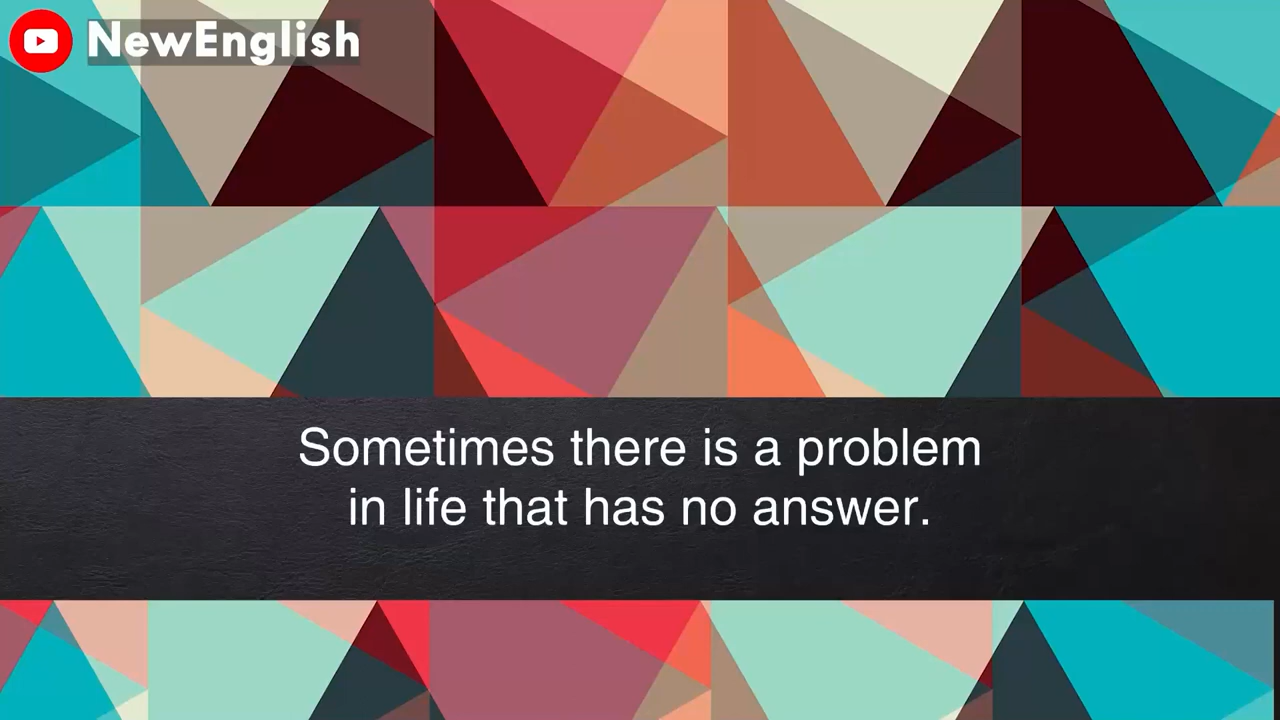 NewEnglish
Sometimes there is a problem
in life that has no answer.